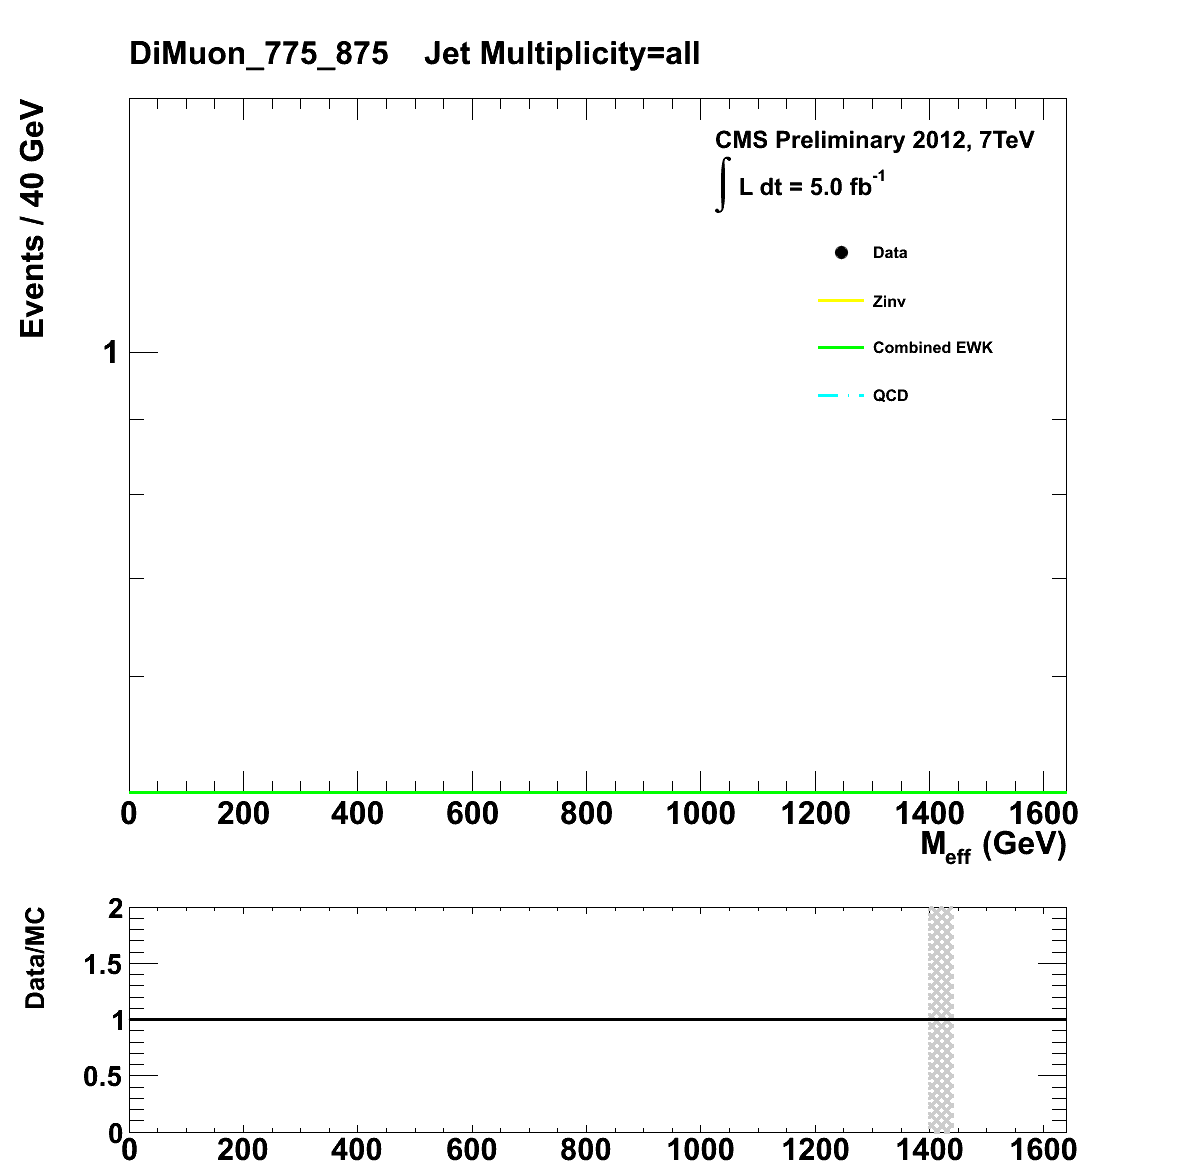 DiMuon_775_875    Jet Multiplicity=all
Events / 40 GeV
CMS Preliminary 2012, 7TeV
∫ L dt = 5.0 fb⁻¹
Data
Zinv
Combined EWK
QCD
1
0 200 400 600 800 1000 1200 1400 1600
M_eff (GeV)
Data/MC
2
1.5
1
0.5
0
0 200 400 600 800 1000 1200 1400 1600